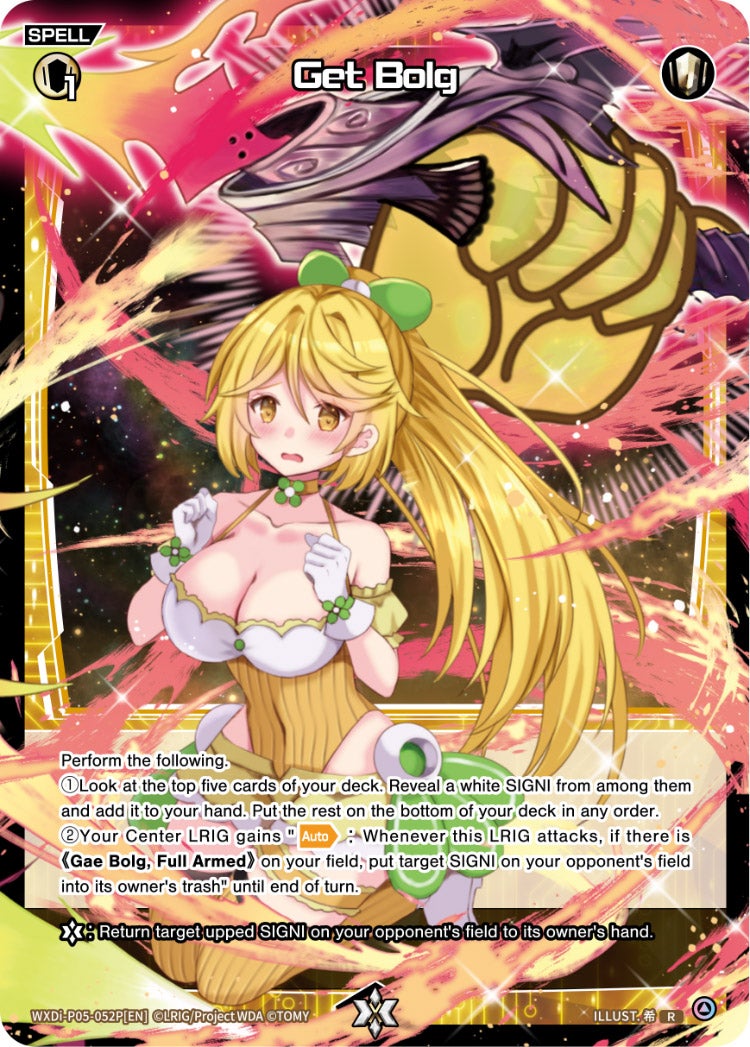 SPELL
1
Get Bolg
Perform the following.
①Look at the top five cards of your deck. Reveal a white SIGNI from among them
and add it to your hand. Put the rest on the bottom of your deck in any order.
②Your Center LRIG gains " Auto : Whenever this LRIG attacks, if there is
《Gae Bolg, Full Armed》 on your field, put target SIGNI on your opponent's field
into its owner's trash" until end of turn.
: Return target upped SIGNI on your opponent's field to its owner's hand.
WXDi-P05-052P[EN] ©LRIG/Project WDA ©TOMY
ILLUST. 希 R